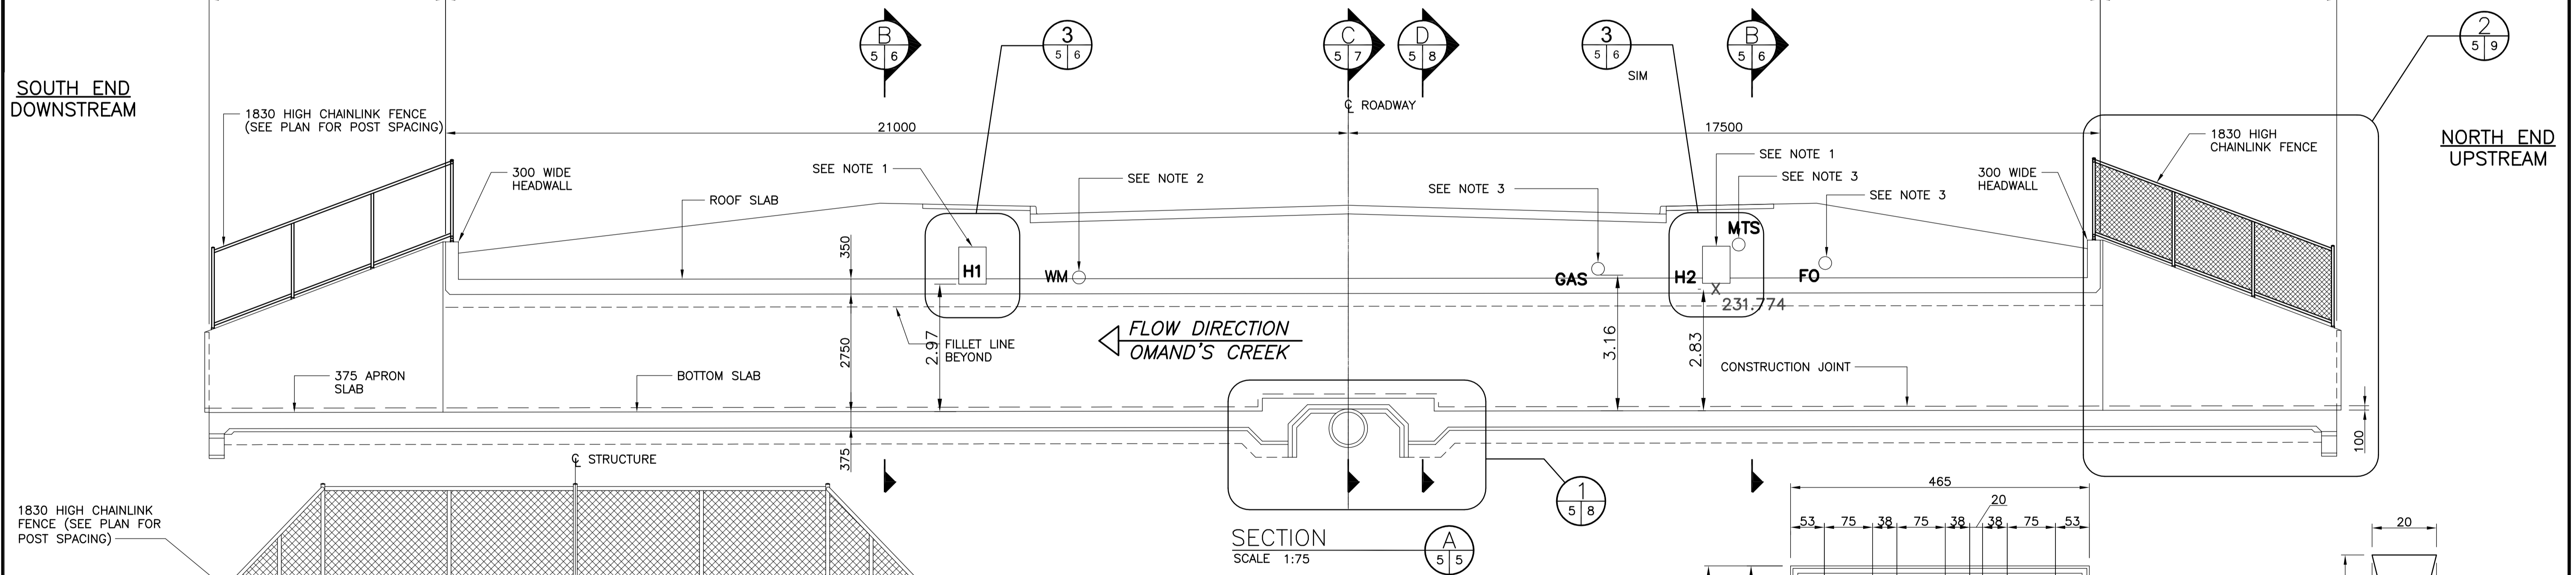 B
5 6
3
5 6
C
5 7
D
5 8
3
5 6
SIM
B
5 6
2
5 9
SOUTH END
DOWNSTREAM
NORTH END
UPSTREAM
℄ ROADWAY
1830 HIGH CHAINLINK FENCE
(SEE PLAN FOR POST SPACING)
21000
17500
1830 HIGH
CHAINLINK FENCE
300 WIDE
HEADWALL
SEE NOTE 1
SEE NOTE 2
SEE NOTE 3
SEE NOTE 1
SEE NOTE 3
SEE NOTE 3
300 WIDE
HEADWALL
ROOF SLAB
350
H1
WM
GAS
H2
MTS
FO
X
231.774
2750
2.97
FILLET LINE
BEYOND
FLOW DIRECTION
OMAND'S CREEK
3.16
2.83
375 APRON
SLAB
BOTTOM SLAB
CONSTRUCTION JOINT
375
100
℄ STRUCTURE
1
5 8
SECTION
SCALE 1:75
A
5 5
1830 HIGH CHAINLINK
FENCE (SEE PLAN FOR
POST SPACING)
465
20
53 75 38 75 38 38 75 53
20